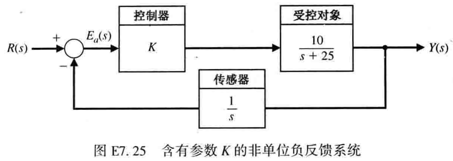 控制器
受控对象
R(s)
+
Ea(s)
K
10
s + 25
Y(s)
−
传感器
1
s
图 E7.25 含有参数 K 的非单位负反馈系统